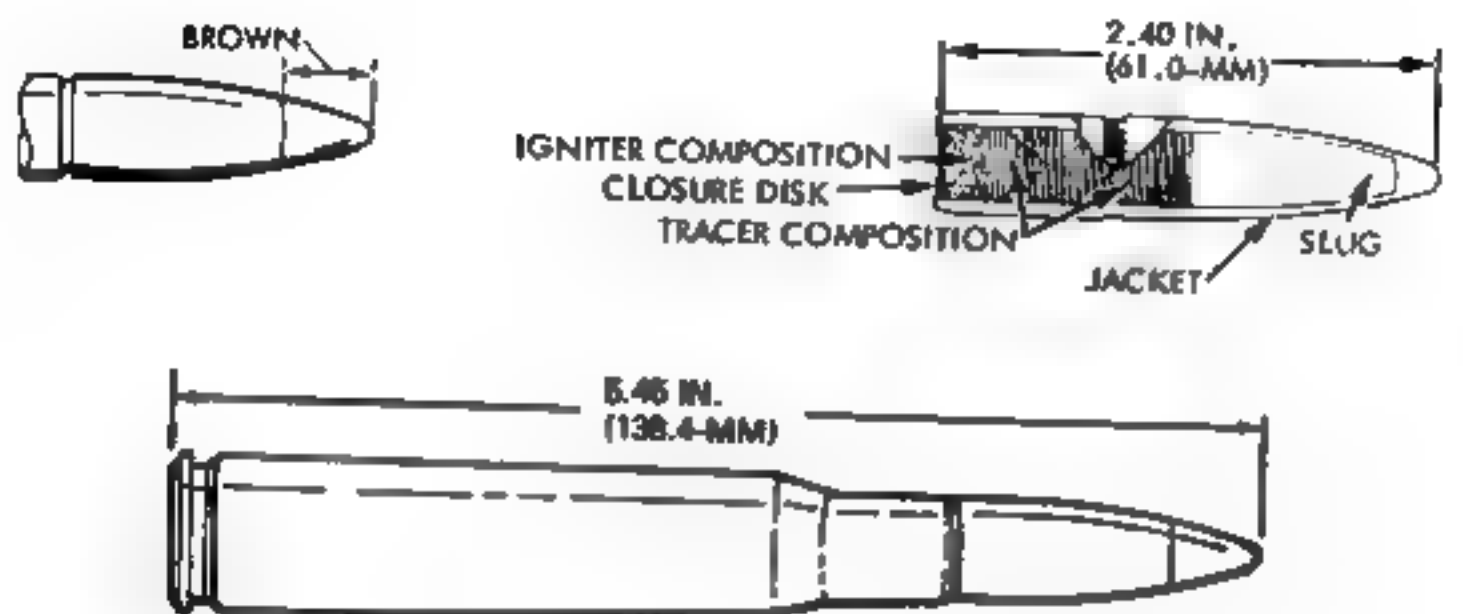 BROWN
2.40 IN.
(61.0-MM)
IGNITER COMPOSITION
CLOSURE DISK
TRACER COMPOSITION
SLUG
JACKET
5.45 IN.
(138.4-MM)